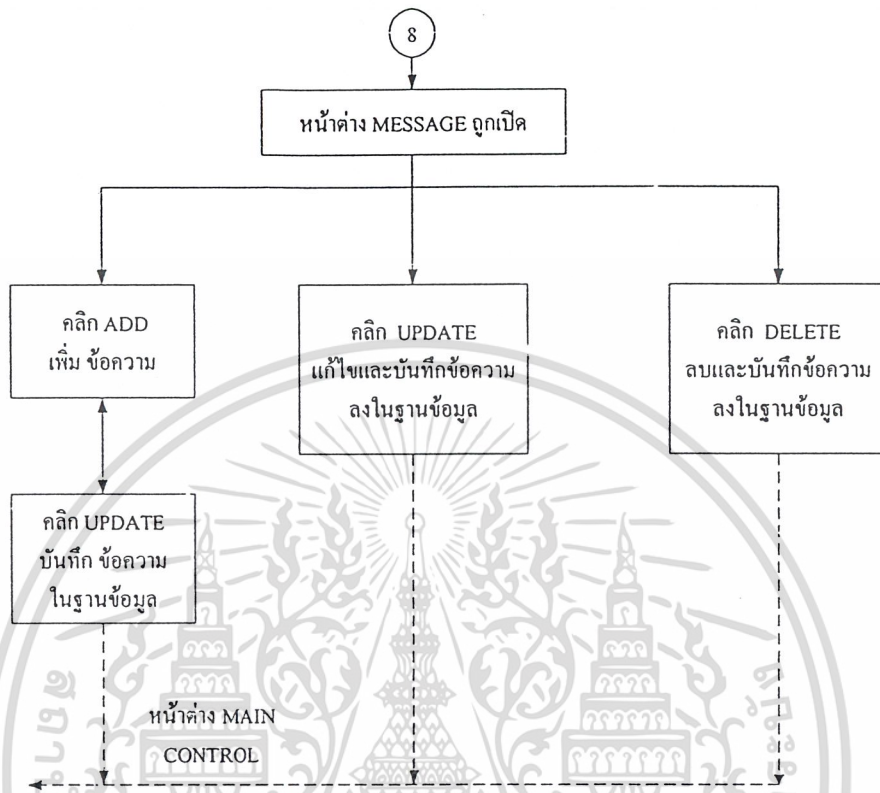 8
หน้าต่าง MESSAGE ถูกเปิด
คลิก ADD
เพิ่ม ข้อความ
คลิก UPDATE
แก้ไขและบันทึกข้อความ
ลงในฐานข้อมูล
คลิก DELETE
ลบและบันทึกข้อความ
ลงในฐานข้อมูล
คลิก UPDATE
บันทึก ข้อความ
ในฐานข้อมูล
หน้าต่าง MAIN
CONTROL